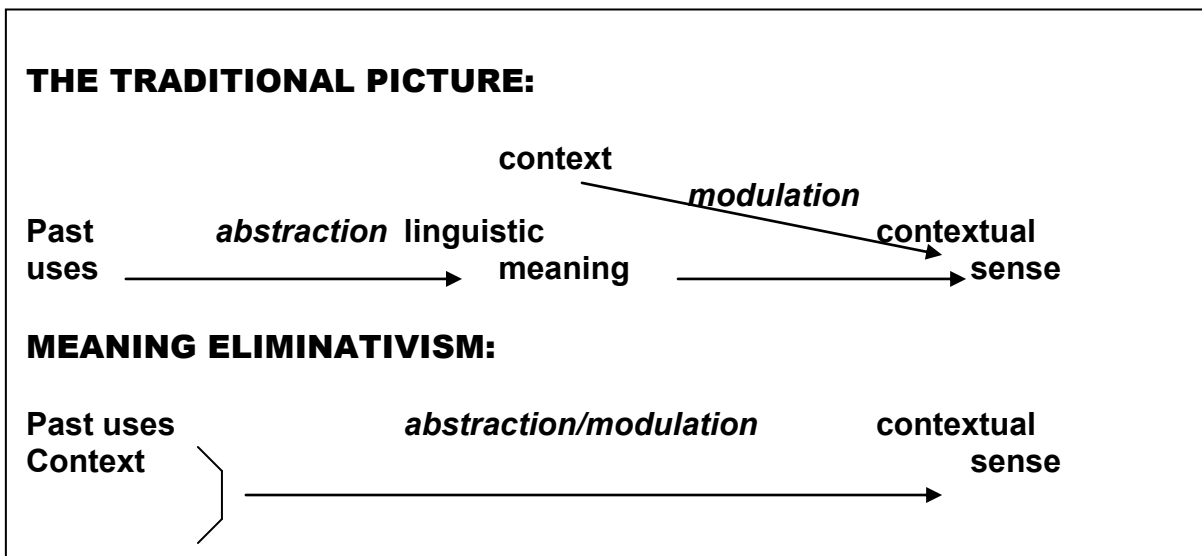 THE TRADITIONAL PICTURE:
context
modulation
Past abstraction linguistic contextual
uses meaning sense
MEANING ELIMINATIVISM:
Past uses abstraction/modulation contextual
Context sense